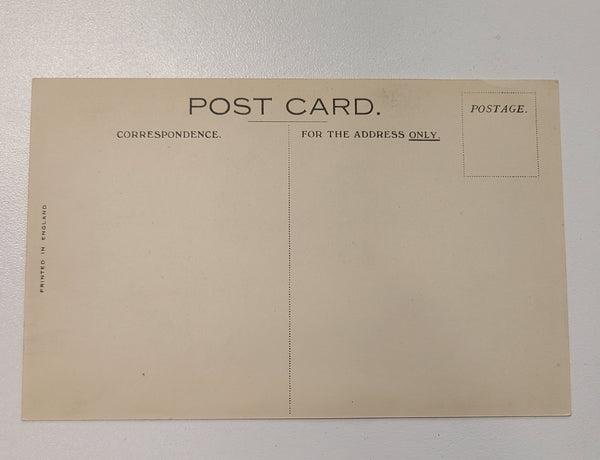 POST CARD.
CORRESPONDENCE.
FOR THE ADDRESS ONLY.
POSTAGE.
PRINTED IN ENGLAND